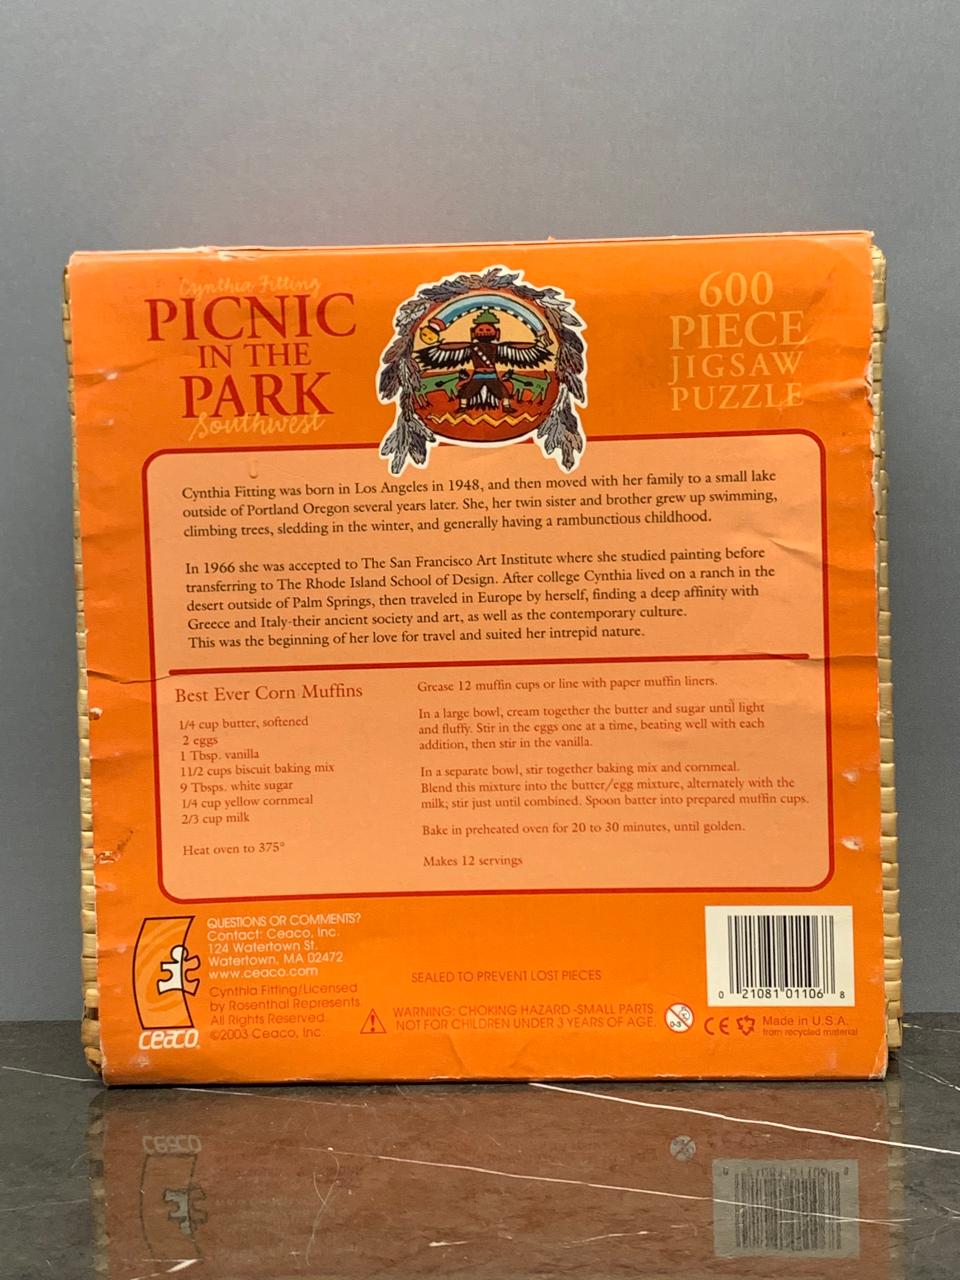 Cynthia Fitting
PICNIC
IN THE
PARK
Southwest
600
PIECE
JIGSAW
PUZZLE
Cynthia Fitting was born in Los Angeles in 1948, and then moved with her family to a small lake
outside of Portland Oregon several years later. She, her twin sister and brother grew up swimming,
climbing trees, sledding in the winter, and generally having a rambunctious childhood.
In 1966 she was accepted to The San Francisco Art Institute where she studied painting before
transferring to The Rhode Island School of Design. After college Cynthia lived on a ranch in the
desert outside of Palm Springs, then traveled in Europe by herself, finding a deep affinity with
Greece and Italy-their ancient society and art, as well as the contemporary culture.
This was the beginning of her love for travel and suited her intrepid nature.
Best Ever Corn Muffins
1/4 cup butter, softened
2 eggs
1 Tbsp. vanilla
11/2 cups biscuit baking mix
9 Tbsps. white sugar
1/4 cup yellow cornmeal
2/3 cup milk
Heat oven to 375°
Grease 12 muffin cups or line with paper muffin liners.
In a large bowl, cream together the butter and sugar until light
and fluffy. Stir in the eggs one at a time, beating well with each
addition, then stir in the vanilla.
In a separate bowl, stir together baking mix and cornmeal.
Blend this mixture into the butter/egg mixture, alternately with the
milk; stir just until combined. Spoon batter into prepared muffin cups.
Bake in preheated oven for 20 to 30 minutes, until golden.
Makes 12 servings
ceaco
QUESTIONS OR COMMENTS?
Contact: Ceaco, Inc.
124 Watertown St.
Watertown, MA 02472
www.ceaco.com
Cynthia Fitting/Licensed
by Rosenthal Represents.
All Rights Reserved.
©2003 Ceaco, Inc.
SEALED TO PREVENT LOST PIECES
WARNING: CHOKING HAZARD -SMALL PARTS.
NOT FOR CHILDREN UNDER 3 YEARS OF AGE.
0-3
CE
0 21081 01106 8
Made in U.S.A.
from recycled material